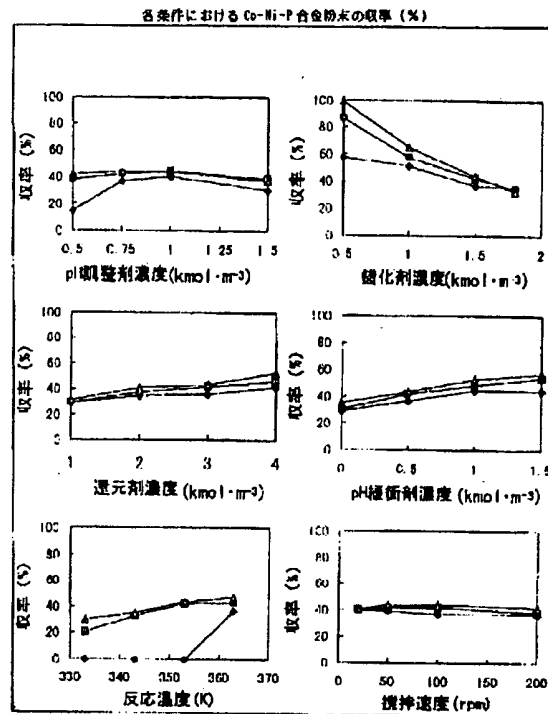 各条件における Co-Ni-P 合金粉末の収率 (%)
収率 (%)
100
80
60
40
20
0
0.5 0.75 1 1.25 1.5
pH調整剤濃度(kmol·m-3)
収率 (%)
100
80
60
40
20
0.5 1 1.5 2
錯化剤濃度(kmol·m-3)
収率 (%)
100
80
60
40
20
0
1 2 3 4
還元剤濃度(kmol·m-3)
収率 (%)
100
80
60
40
20
0
0 0.5 1 1.5
pH緩衝剤濃度(kmol·m-3)
収率 (%)
100
80
60
40
20
0
330 340 350 360 370
反応温度(K)
収率 (%)
100
80
60
40
20
0
0 50 100 150 200
撹拌速度(rpm)